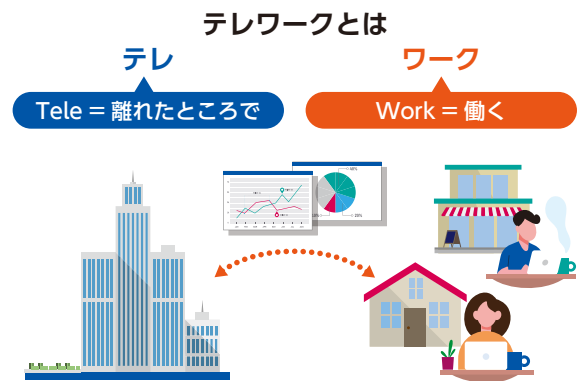 テレワークとは
テレ
ワーク
Tele = 離れたところで
Work = 働く